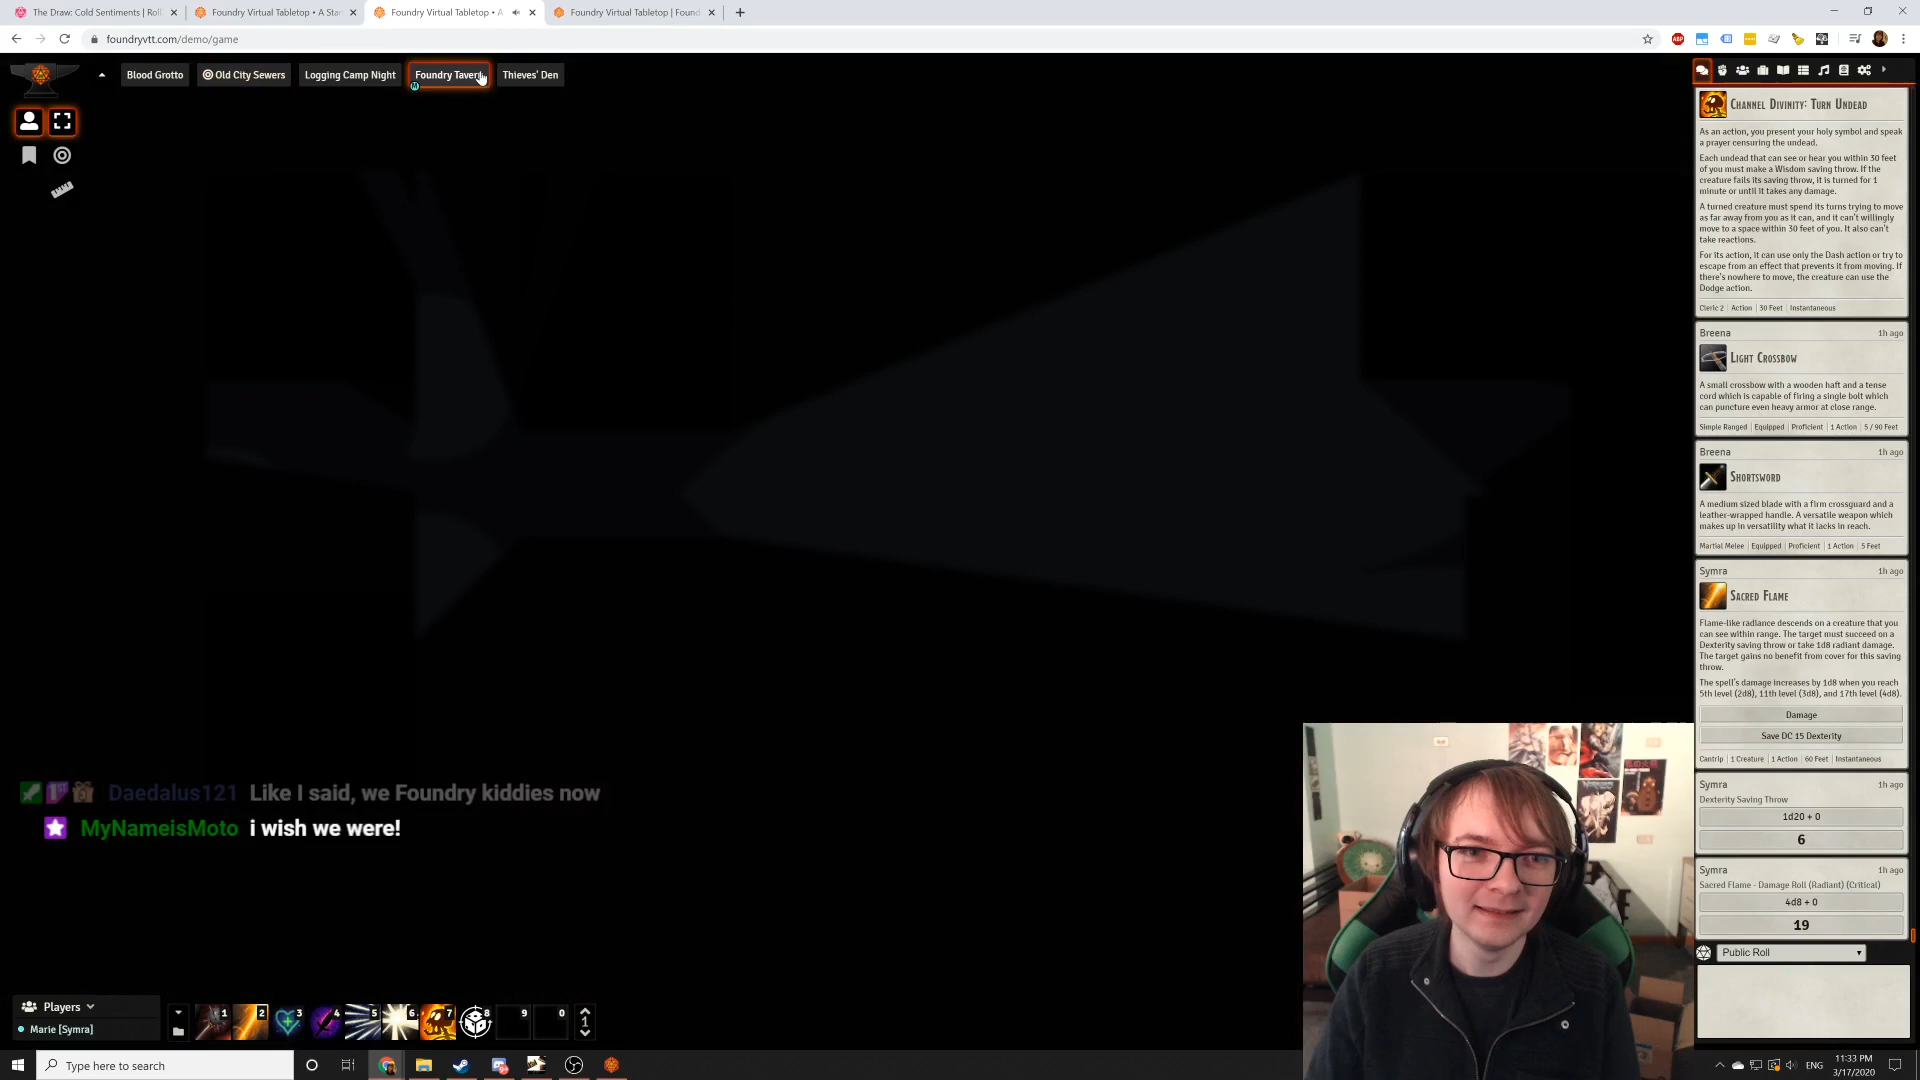 The Draw: Cold Sentiments | Roll
Foundry Virtual Tabletop • A Stan
Foundry Virtual Tabletop • A
Foundry Virtual Tabletop | Found
foundryvtt.com/demo/game
ABP
Blood Grotto
Old City Sewers
Logging Camp Night
Foundry Tavern
Thieves' Den
M
Channel Divinity: Turn Undead
As an action, you present your holy symbol and speak
a prayer censuring the undead.
Each undead that can see or hear you within 30 feet
of you must make a Wisdom saving throw. If the
creature fails its saving throw, it is turned for 1
minute or until it takes any damage.
A turned creature must spend its turns trying to move
as far away from you as it can, and it can't willingly
move to a space within 30 feet of you. It also can't
take reactions.
For its action, it can use only the Dash action or try to
escape from an effect that prevents it from moving. If
there's nowhere to move, the creature can use the
Dodge action.
Cleric 2 Action 30 Feet Instantaneous
Breena 1h ago
Light Crossbow
A small crossbow with a wooden haft and a tense
cord which is capable of firing a single bolt which
can puncture even heavy armor at close range.
Simple Ranged Equipped Proficient 1 Action 5 / 90 Feet
Breena 1h ago
Shortsword
A medium sized blade with a firm crossguard and a
leather-wrapped handle. A versatile weapon which
makes up in versatility what it lacks in reach.
Martial Melee Equipped Proficient 1 Action 5 Feet
Symra 1h ago
Sacred Flame
Flame-like radiance descends on a creature that you
can see within range. The target must succeed on a
Dexterity saving throw or take 1d8 radiant damage.
The target gains no benefit from cover for this saving
throw.
The spell's damage increases by 1d8 when you reach
5th level (2d8), 11th level (3d8), and 17th level (4d8).
Damage
Save DC 15 Dexterity
Cantrip 1 Creature 1 Action 60 Feet Instantaneous
Symra 1h ago
Dexterity Saving Throw
1d20 + 0
6
Symra 1h ago
Sacred Flame - Damage Roll (Radiant) (Critical)
4d8 + 0
19
Public Roll
Daedalus121 Like I said, we Foundry kiddies now
MyNameisMoto i wish we were!
Players
Marie [Symra]
1 2 3 4 5 6 7 8 9 0
1
Type here to search
ENG
11:33 PM
3/17/2020